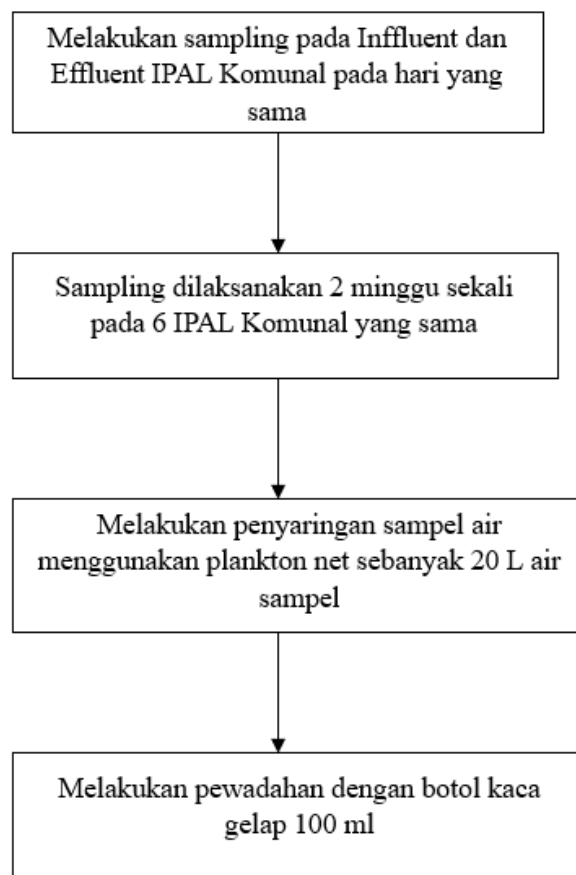 Melakukan sampling pada Inffluent dan
Effluent IPAL Komunal pada hari yang
sama
Sampling dilaksanakan 2 minggu sekali
pada 6 IPAL Komunal yang sama
Melakukan penyaringan sampel air
menggunakan plankton net sebanyak 20 L air
sampel
Melakukan pewadahan dengan botol kaca
gelap 100 ml